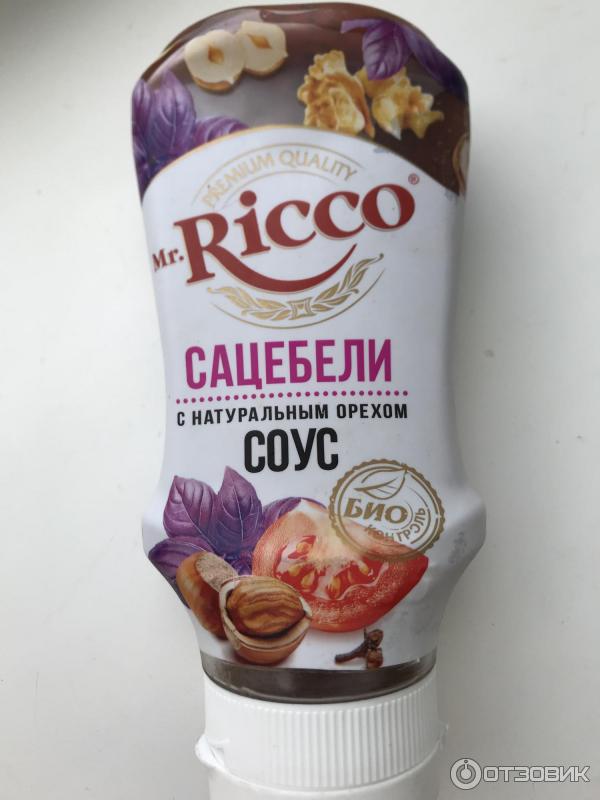 PREMIUM QUALITY
Mr. Ricco®
САЦЕБЕЛИ
С НАТУРАЛЬНЫМ ОРЕХОМ
СОУС
БИО
КОНТРОЛЬ
ОТЗОВИК